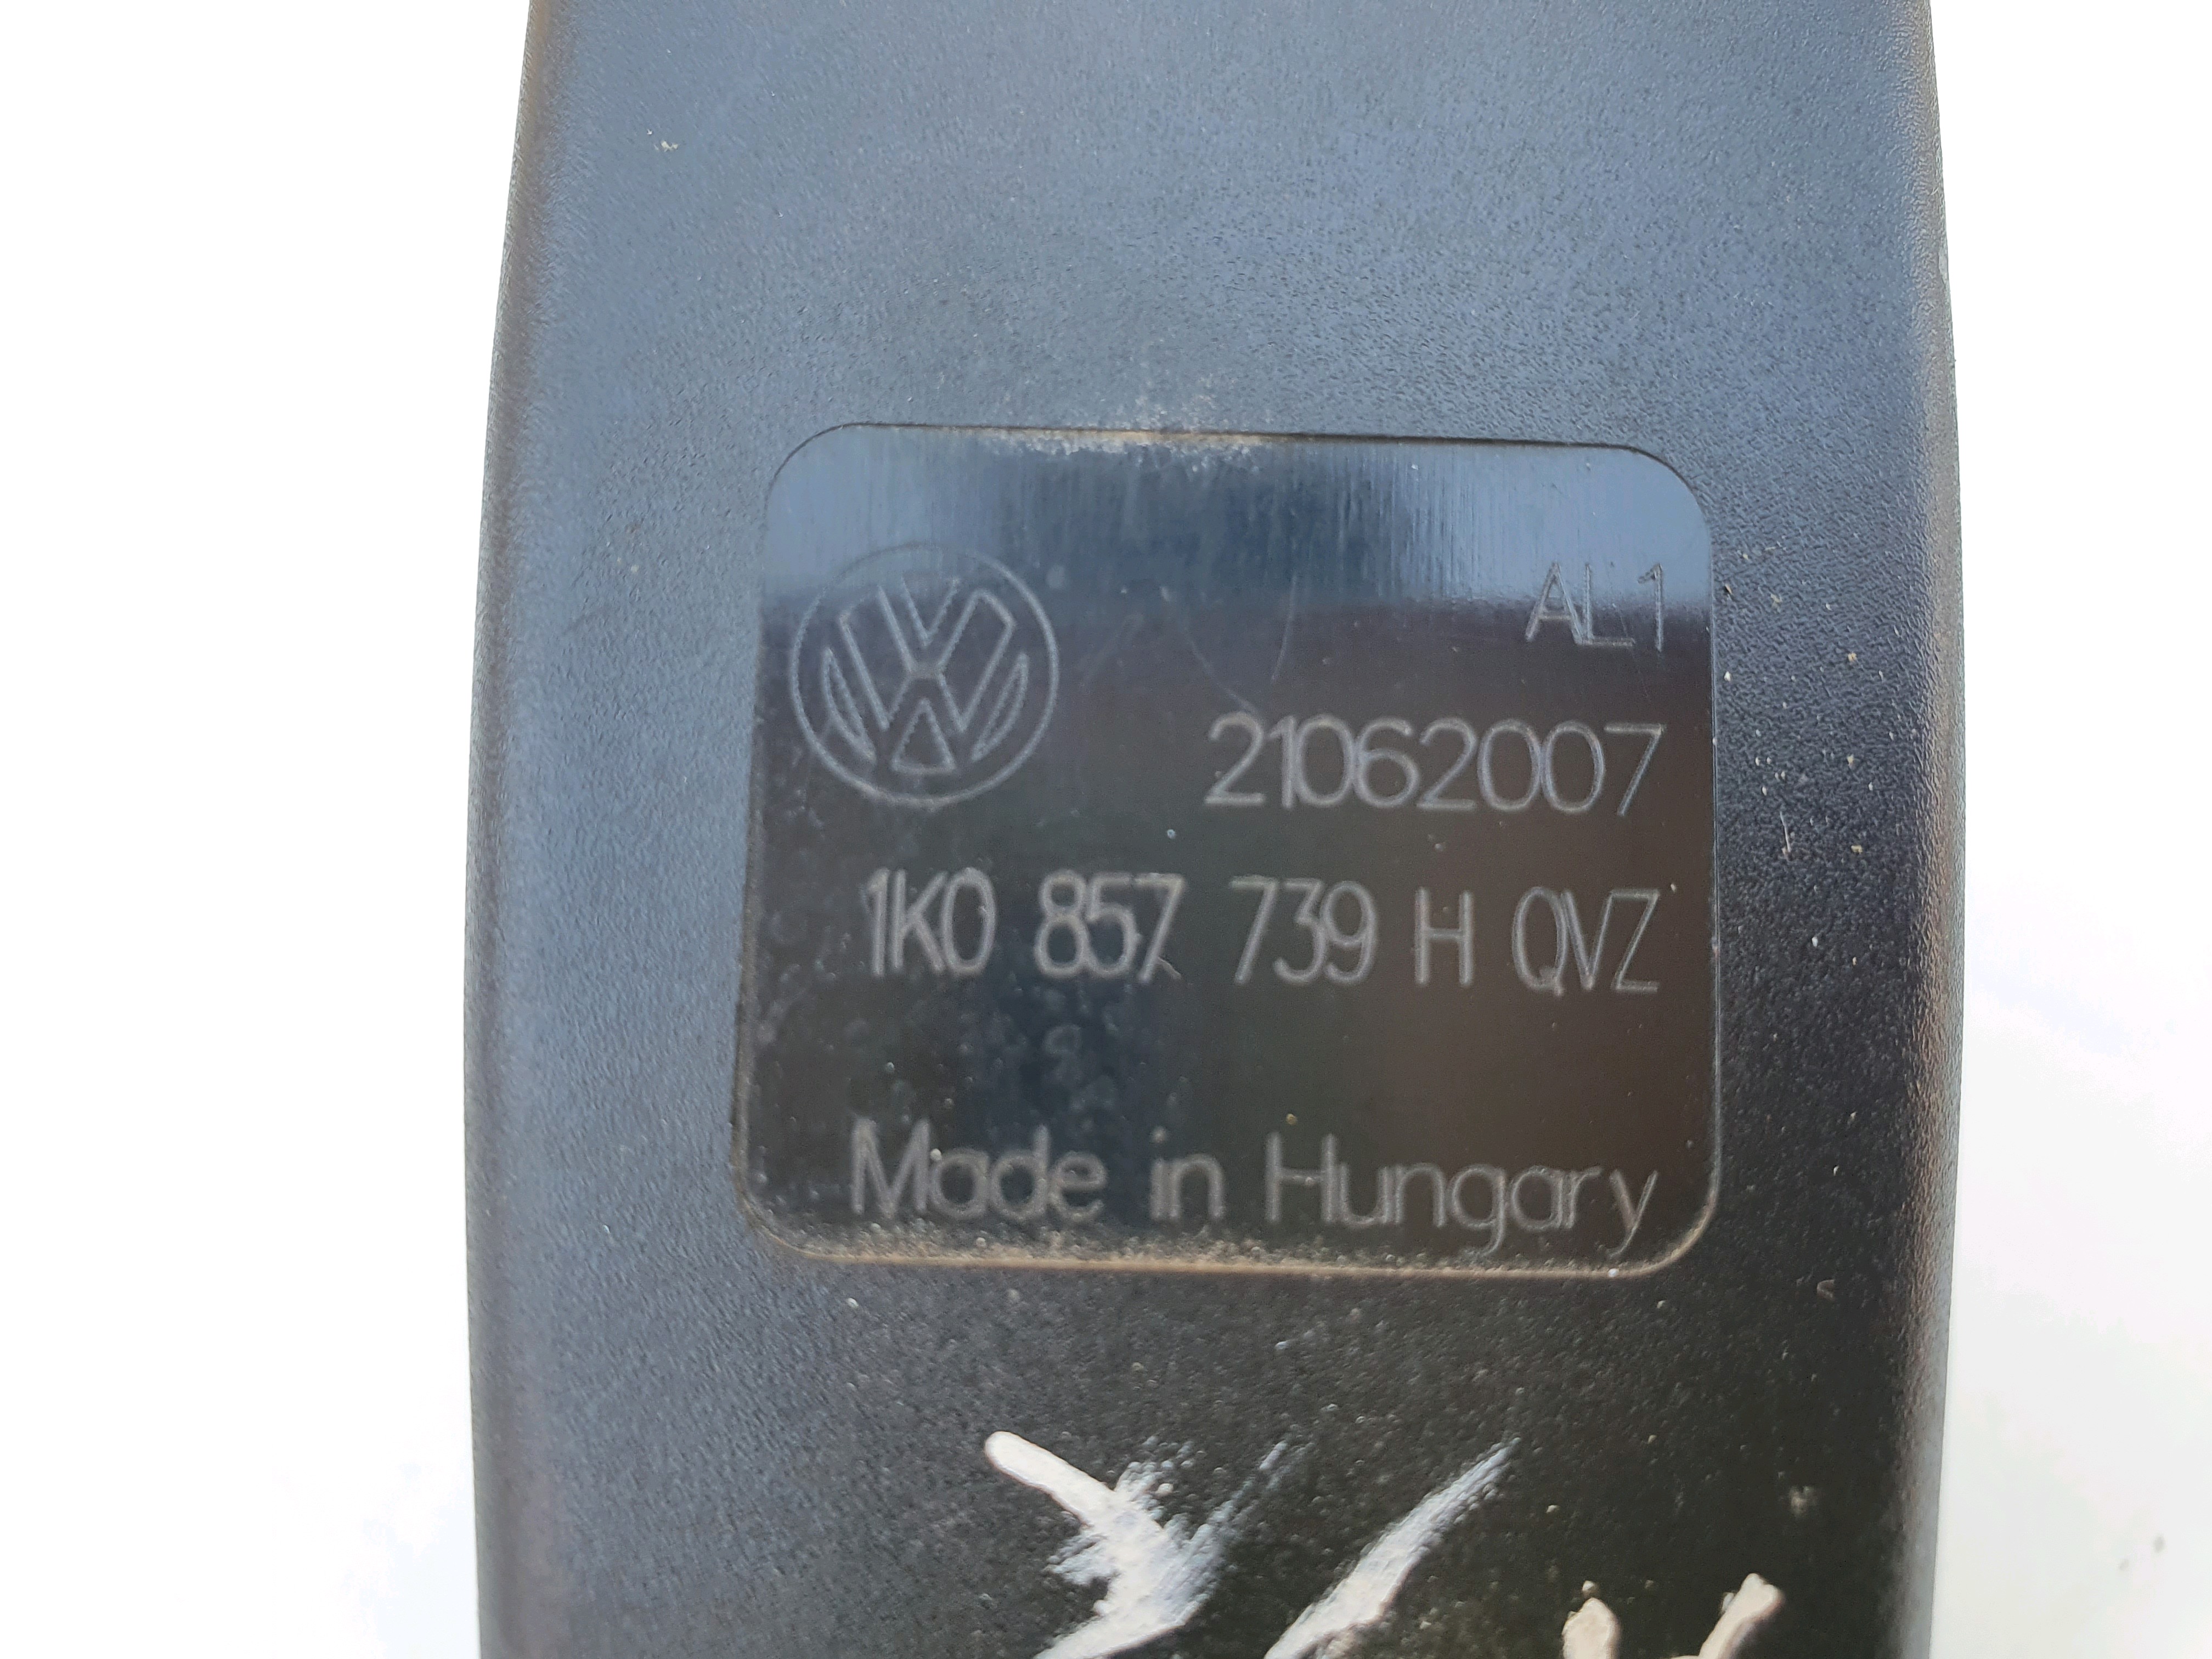 AL1
21062007
1K0 857 739 H QVZ
Made in Hungary